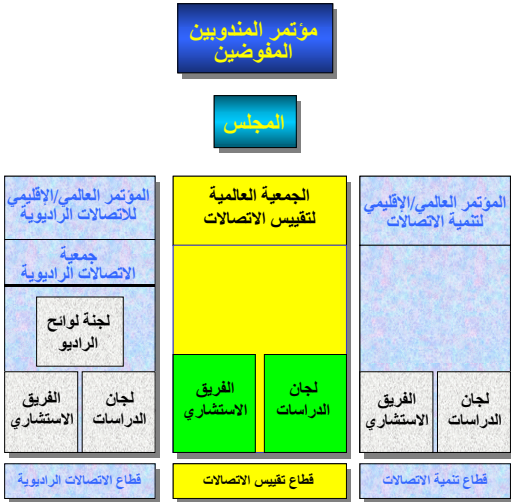 مؤتمر المندوبين
المفوضين
المجلس
المؤتمر العالمي/الإقليمي
لتنمية الاتصالات
لجان
الدراسات
الفريق
الاستشاري
قطاع تنمية الاتصالات
الجمعية العالمية
لتقييس الاتصالات
لجان
الدراسات
الفريق
الاستشاري
قطاع تقييس الاتصالات
المؤتمر العالمي/الإقليمي
للاتصالات الراديوية
جمعية
الاتصالات الراديوية
لجنة لوائح
الراديو
لجان
الدراسات
الفريق
الاستشاري
قطاع الاتصالات الراديوية